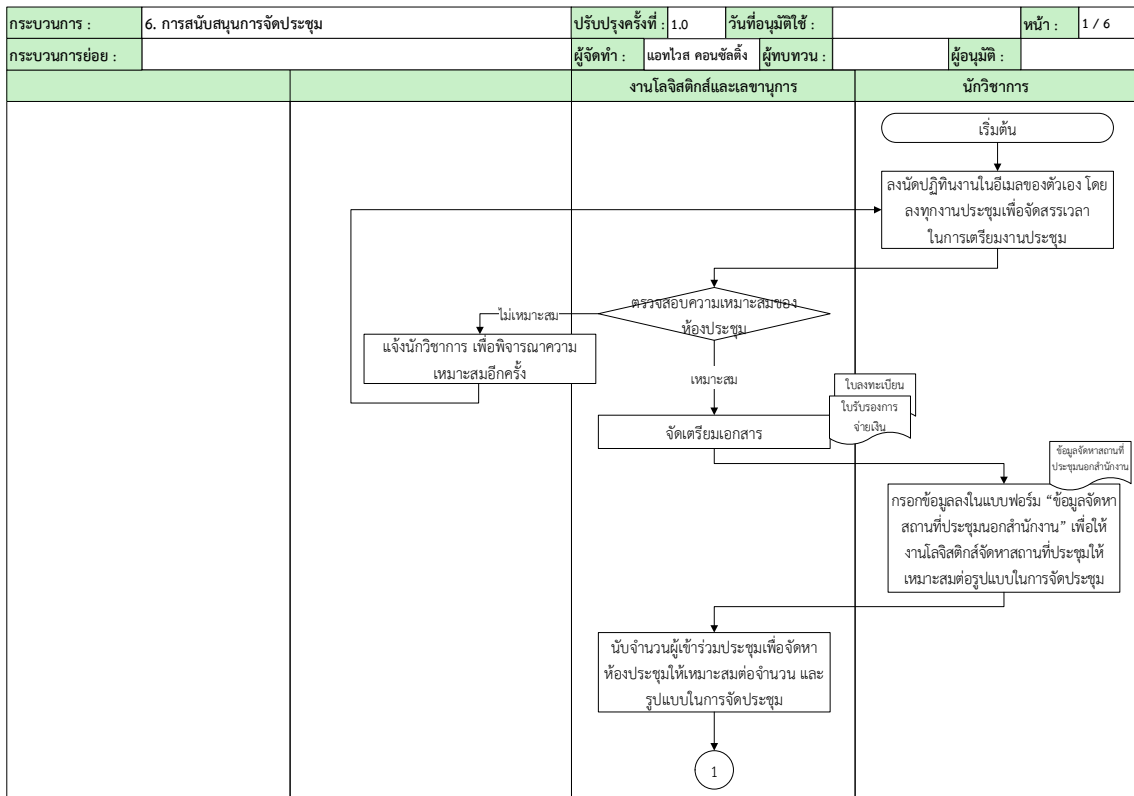 กระบวนการ : 6. การสนับสนุนการจัดประชุม ปรับปรุงครั้งที่ : 1.0 วันที่อนุมัติใช้ : หน้า : 1 / 6
กระบวนการย่อย : ผู้จัดทำ : แอทไวส คอนซัลติ้ง ผู้ทบทวน : ผู้อนุมัติ :
งานโลจิสติกส์และเลขานุการ นักวิชาการ
เริ่มต้น
ลงนัดปฏิทินงานในอีเมลของตัวเอง โดย
ลงทุกงานประชุมเพื่อจัดสรรเวลา
ในการเตรียมงานประชุม
ตรวจสอบความเหมาะสมของ
ห้องประชุม
ไม่เหมาะสม
แจ้งนักวิชาการ เพื่อพิจารณาความ
เหมาะสมอีกครั้ง
เหมาะสม
ใบลงทะเบียน
ใบรับรองการ
จ่ายเงิน
จัดเตรียมเอกสาร
ข้อมูลจัดหาสถานที่
ประชุมนอกสำนักงาน
กรอกข้อมูลลงในแบบฟอร์ม “ข้อมูลจัดหา
สถานที่ประชุมนอกสำนักงาน” เพื่อให้
งานโลจิสติกส์จัดหาสถานที่ประชุมให้
เหมาะสมต่อรูปแบบในการจัดประชุม
นับจำนวนผู้เข้าร่วมประชุมเพื่อจัดหา
ห้องประชุมให้เหมาะสมต่อจำนวน และ
รูปแบบในการจัดประชุม
1